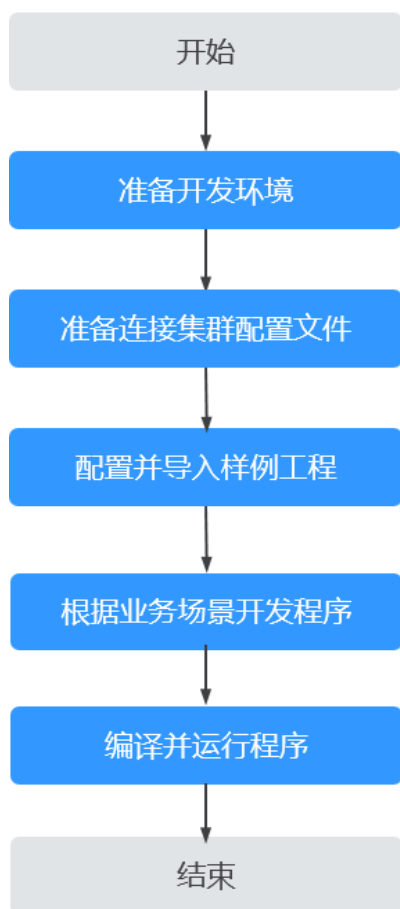 开始
准备开发环境
准备连接集群配置文件
配置并导入样例工程
根据业务场景开发程序
编译并运行程序
结束